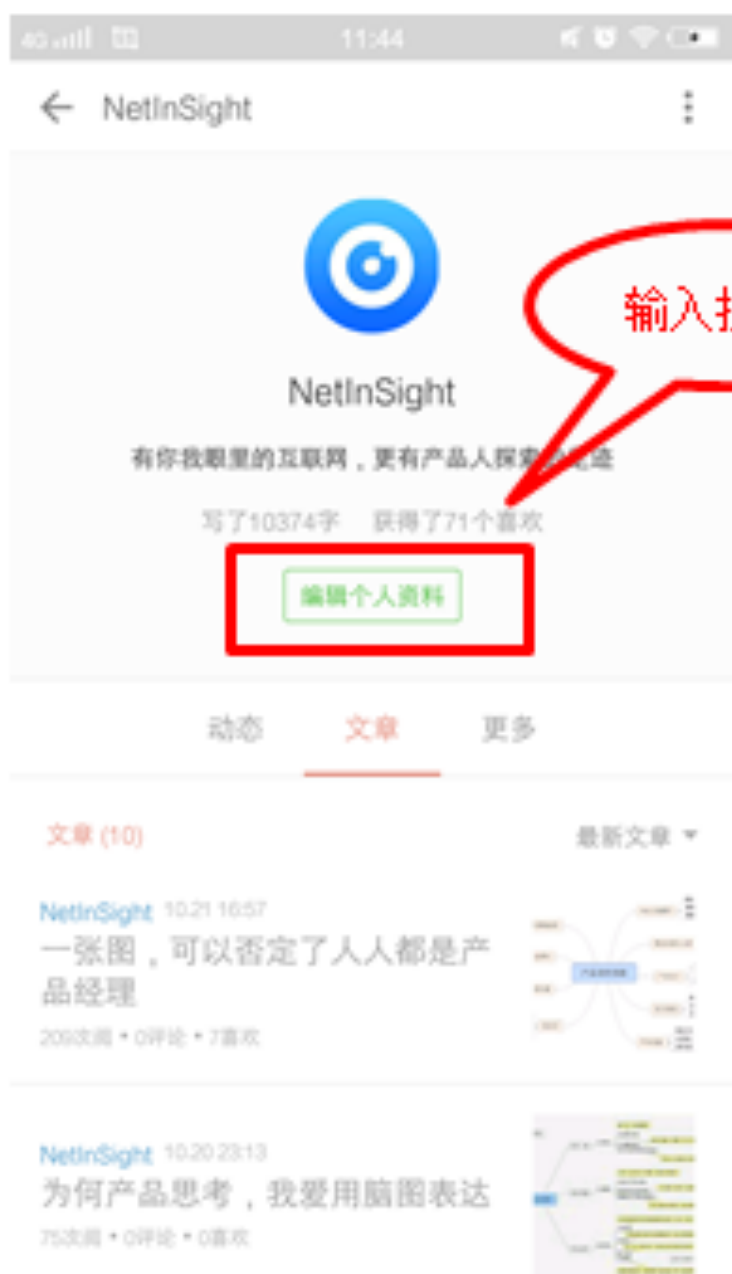 11:44
NetInSight
输入
NetInSight
有你我眼里的互联网，更有产品人探索
写了10374字 获得了71个喜欢
编辑个人资料
动态 文章 更多
文章 (10) 最新文章
NetInSight 10.21 16:57
一张图，可以否定了人人都是产
品经理
209次阅 • 0评论 • 7喜欢
NetInSight 10.20 23:13
为何产品思考，我爱用脑图表达
75次阅 • 0评论 • 0喜欢